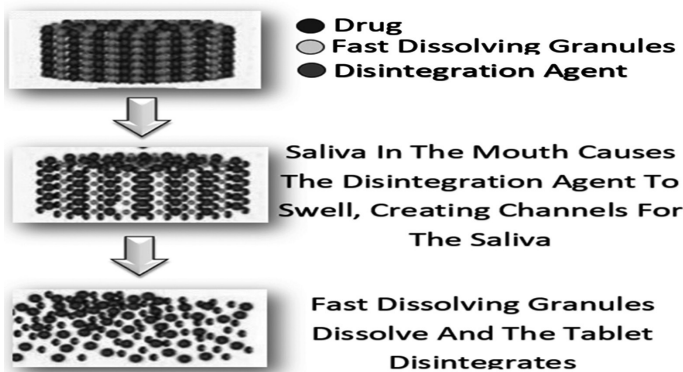 Drug
Fast Dissolving Granules
Disintegration Agent
Saliva In The Mouth Causes
The Disintegration Agent To
Swell, Creating Channels For
The Saliva
Fast Dissolving Granules
Dissolve And The Tablet
Disintegrates